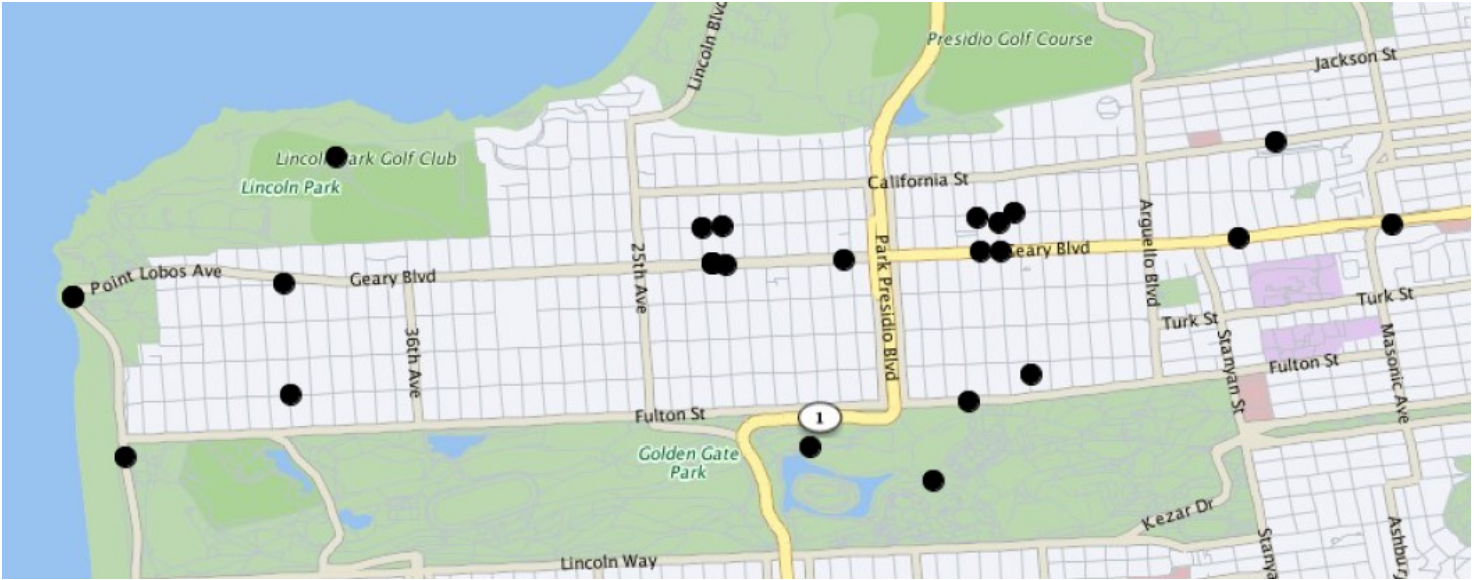 Lincoln Blvd
Presidio Golf Course
Jackson St
Lincoln Park Golf Club
Lincoln Park
California St
Arguello Blvd
Point Lobos Ave
Geary Blvd
25th Ave
Park Presidio Blvd
Geary Blvd
Turk St
Turk St
36th Ave
Stanyan St
Masonic Ave
Fulton St
Fulton St
1
Golden Gate
Park
Kezar Dr
Lincoln Way
Stanya
Ashbury